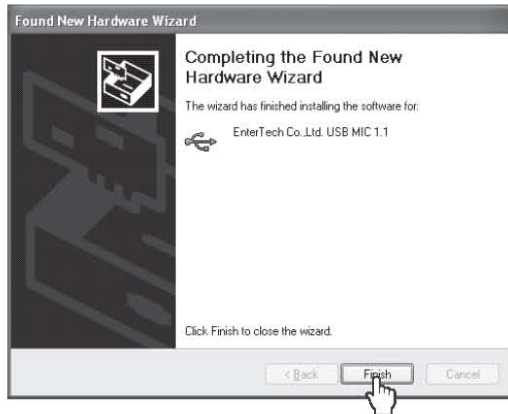 Found New Hardware Wizard
Completing the Found New
Hardware Wizard
The wizard has finished installing the software for:
EnterTech Co.,Ltd. USB MIC 1.1
Click Finish to close the wizard.
< Back
Finish
Cancel